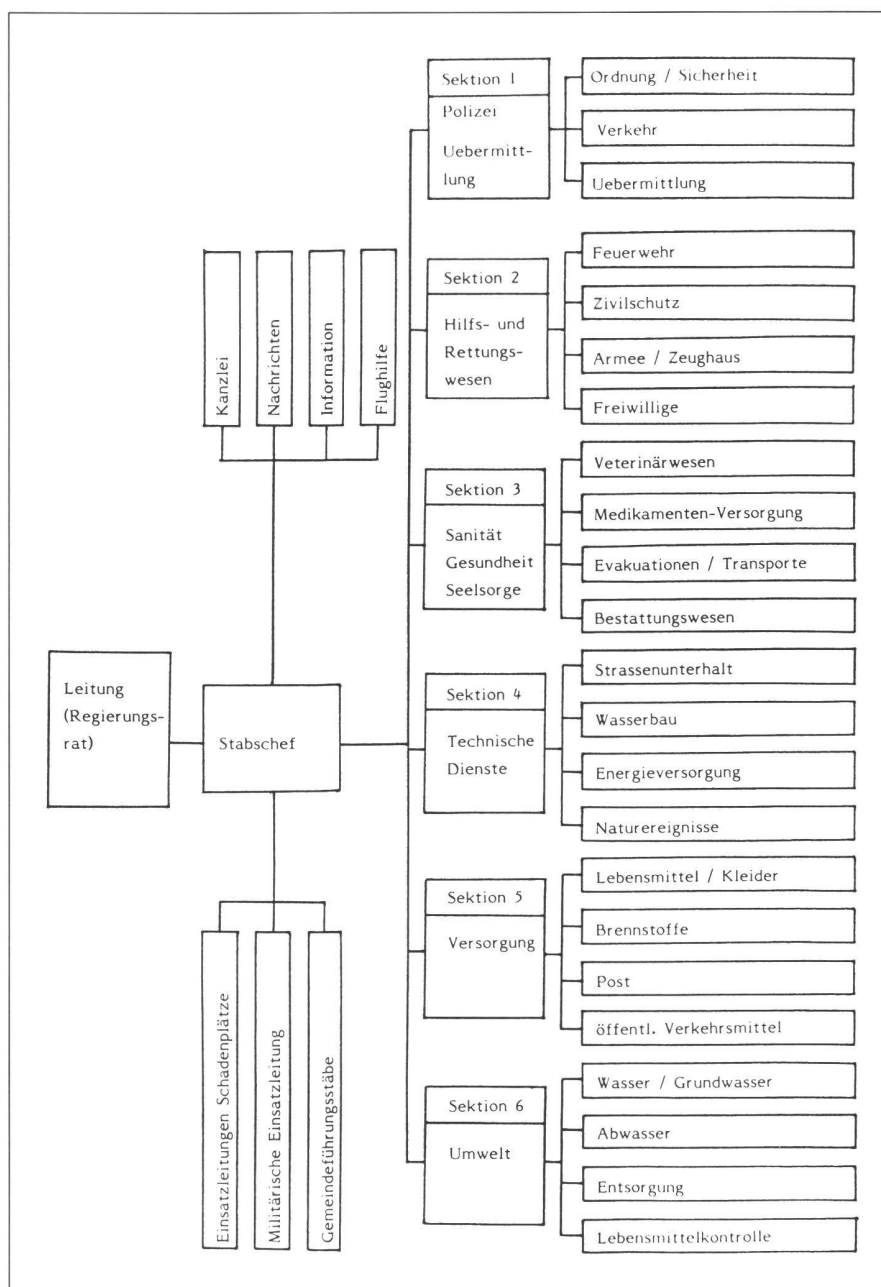 Leitung
(Regierungs-
rat)
Stabschef
Kanzlei
Nachrichten
Information
Flughilfe
Einsatzleitungen Schadenplätze
Militärische Einsatzleitung
Gemeindeführungsstäbe
Sektion 1
Polizei
Uebermitt-
lung
Ordnung / Sicherheit
Verkehr
Uebermittlung
Sektion 2
Hilfs- und
Rettungs-
wesen
Feuerwehr
Zivilschutz
Armee / Zeughaus
Freiwillige
Sektion 3
Sanität
Gesundheit
Seelsorge
Veterinärwesen
Medikamenten-Versorgung
Evakuationen / Transporte
Bestattungswesen
Sektion 4
Technische
Dienste
Strassenunterhalt
Wasserbau
Energieversorgung
Naturereignisse
Sektion 5
Versorgung
Lebensmittel / Kleider
Brennstoffe
Post
öffentl. Verkehrsmittel
Sektion 6
Umwelt
Wasser / Grundwasser
Abwasser
Entsorgung
Lebensmittelkontrolle